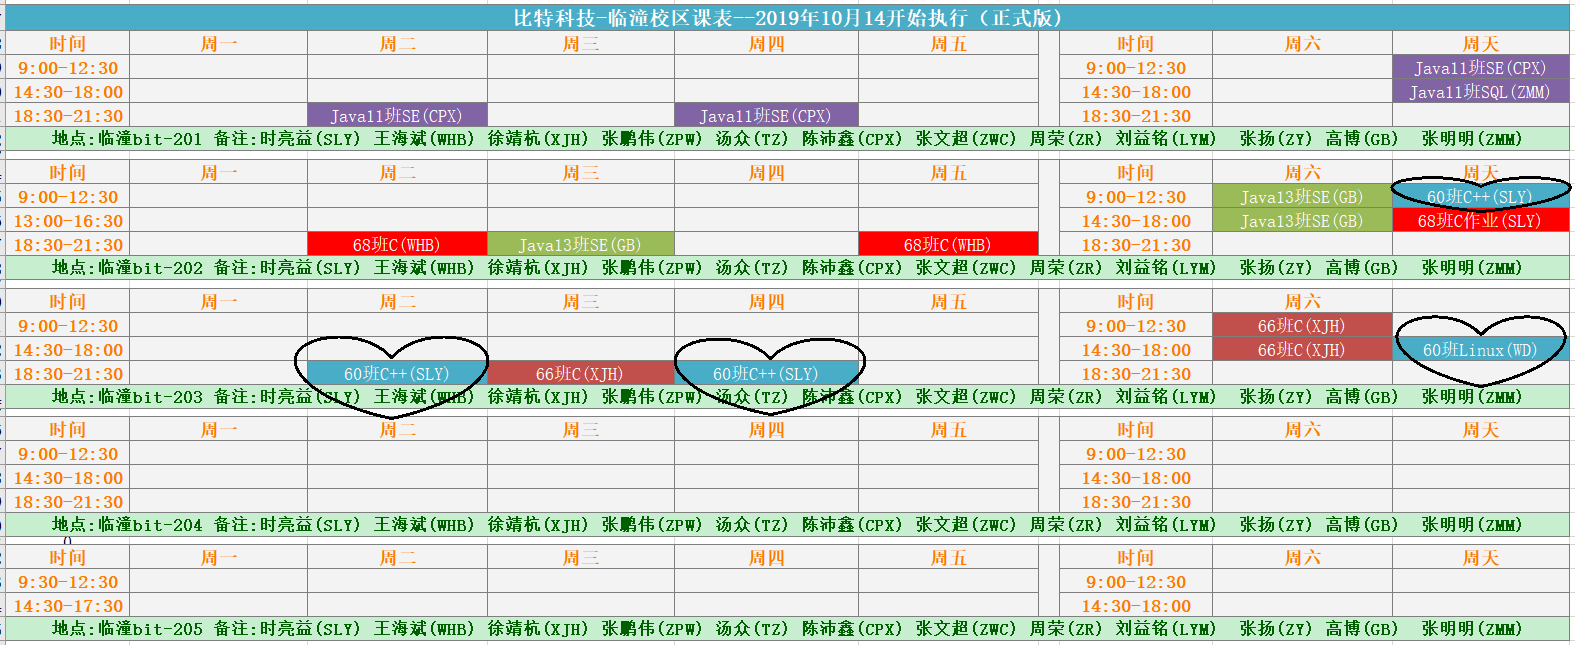 比特科技-临潼校区课表--2019年10月14开始执行（正式版）
时间 周一 周二 周三 周四 周五 时间 周六 周天
9:00-12:30 9:00-12:30 Java11班SE(CPX)
14:30-18:00 14:30-18:00 Java11班SQL(ZMM)
18:30-21:30 Java11班SE(CPX) Java11班SE(CPX) 18:30-21:30
地点:临潼bit-201 备注:时亮益(SLY) 王海斌(WHB) 徐靖杭(XJH) 张鹏伟(ZPW) 汤众(TZ) 陈沛鑫(CPX) 张文超(ZWC) 周荣(ZR) 刘益铭(LYM) 张扬(ZY) 高博(GB) 张明明(ZMM)
时间 周一 周二 周三 周四 周五 时间 周六 周天
9:00-12:30 9:00-12:30 Java13班SE(GB) 60班C++(SLY)
13:00-16:30 14:30-18:00 Java13班SE(GB) 68班C作业(SLY)
18:30-21:30 68班C(WHB) Java13班SE(GB) 68班C(WHB) 18:30-21:30
地点:临潼bit-202 备注:时亮益(SLY) 王海斌(WHB) 徐靖杭(XJH) 张鹏伟(ZPW) 汤众(TZ) 陈沛鑫(CPX) 张文超(ZWC) 周荣(ZR) 刘益铭(LYM) 张扬(ZY) 高博(GB) 张明明(ZMM)
时间 周一 周二 周三 周四 周五 时间 周六
9:00-12:30 9:00-12:30 66班C(XJH)
14:30-18:00 14:30-18:00 66班C(XJH) 60班Linux(WD)
18:30-21:30 60班C++(SLY) 66班C(XJH) 60班C++(SLY) 18:30-21:30
地点:临潼bit-203 备注:时亮益(SLY) 王海斌(WHB) 徐靖杭(XJH) 张鹏伟(ZPW) 汤众(TZ) 陈沛鑫(CPX) 张文超(ZWC) 周荣(ZR) 刘益铭(LYM) 张扬(ZY) 高博(GB) 张明明(ZMM)
时间 周一 周二 周三 周四 周五 时间 周六 周天
9:00-12:30 9:00-12:30
14:30-18:00 14:30-18:00
18:30-21:30 18:30-21:30
地点:临潼bit-204 备注:时亮益(SLY) 王海斌(WHB) 徐靖杭(XJH) 张鹏伟(ZPW) 汤众(TZ) 陈沛鑫(CPX) 张文超(ZWC) 周荣(ZR) 刘益铭(LYM) 张扬(ZY) 高博(GB) 张明明(ZMM)
时间 周一 周二 周三 周四 周五 时间 周六 周天
9:30-12:30 9:00-12:30
14:30-17:30 14:30-18:00
地点:临潼bit-205 备注:时亮益(SLY) 王海斌(WHB) 徐靖杭(XJH) 张鹏伟(ZPW) 汤众(TZ) 陈沛鑫(CPX) 张文超(ZWC) 周荣(ZR) 刘益铭(LYM) 张扬(ZY) 高博(GB) 张明明(ZMM)